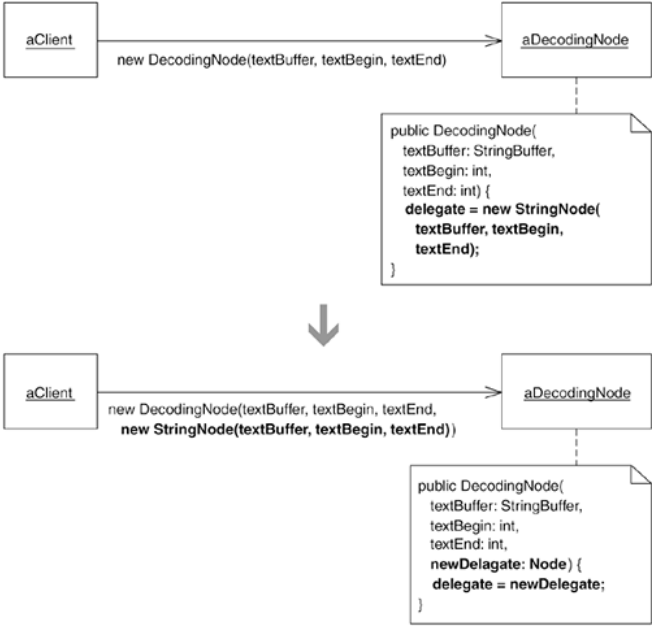 aClient
new DecodingNode(textBuffer, textBegin, textEnd)
aDecodingNode
public DecodingNode(
textBuffer: StringBuffer,
textBegin: int,
textEnd: int) {
delegate = new StringNode(
textBuffer, textBegin,
textEnd);
}
aClient
new DecodingNode(textBuffer, textBegin, textEnd,
new StringNode(textBuffer, textBegin, textEnd))
aDecodingNode
public DecodingNode(
textBuffer: StringBuffer,
textBegin: int,
textEnd: int,
newDelagate: Node) {
delegate = newDelegate;
}